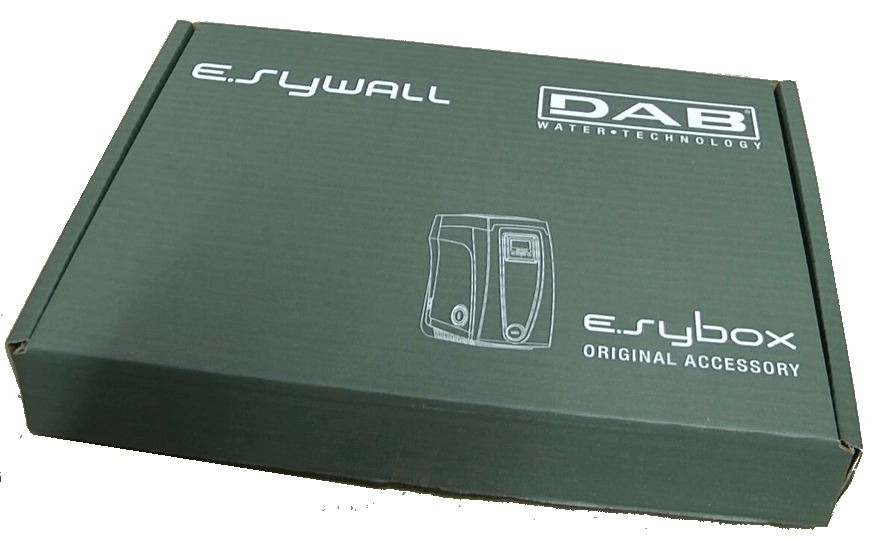 e.sywall
DAB
WATER•TECHNOLOGY
e.sybox
ORIGINAL ACCESSORY